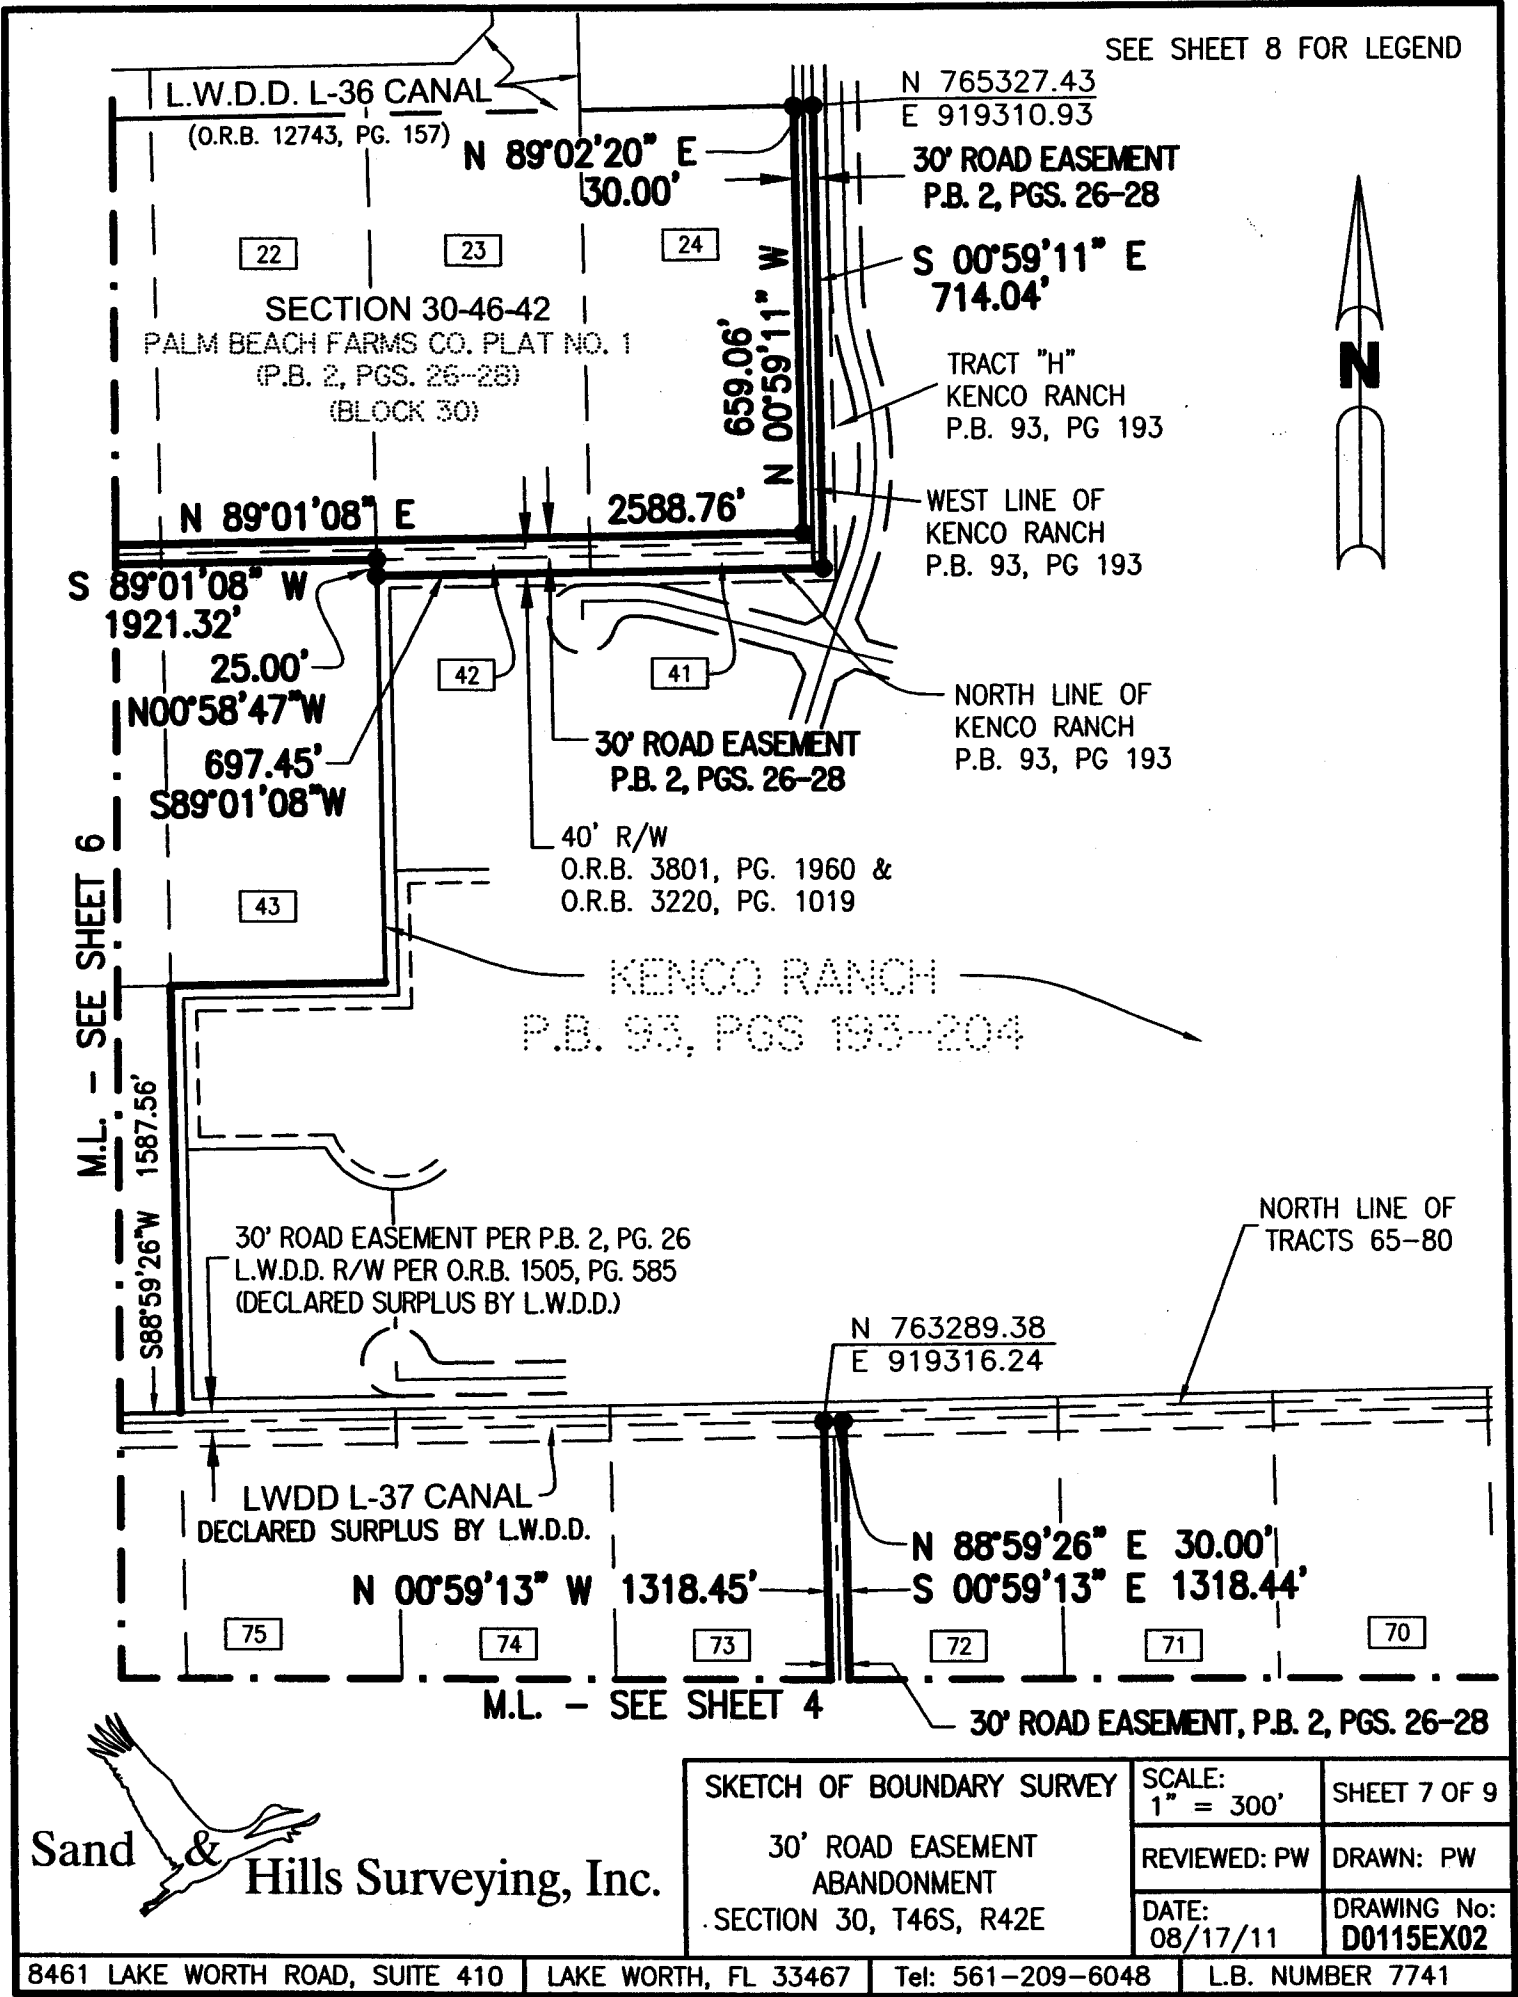 SEE SHEET 8 FOR LEGEND
L.W.D.D. L-36 CANAL
(O.R.B. 12743, PG. 157)
N 765327.43
E 919310.93
N 89°02'20" E
30.00'
30' ROAD EASEMENT
P.B. 2, PGS. 26-28
22
23
24
S 00°59'11" E
714.04'
SECTION 30-46-42
PALM BEACH FARMS CO. PLAT NO. 1
(P.B. 2, PGS. 26-28)
(BLOCK 30)
659.06'
N 00°59'11" W
TRACT "H"
KENCO RANCH
P.B. 93, PG 193
N
WEST LINE OF
KENCO RANCH
P.B. 93, PG 193
N 89°01'08" E
2588.76'
S 89°01'08" W
1921.32'
25.00'
N00°58'47"W
697.45'
S89°01'08"W
42
41
NORTH LINE OF
KENCO RANCH
P.B. 93, PG 193
30' ROAD EASEMENT
P.B. 2, PGS. 26-28
40' R/W
O.R.B. 3801, PG. 1960 &
O.R.B. 3220, PG. 1019
43
M.L. - SEE SHEET 6
KENCO RANCH
P.B. 93, PGS 193-204
S88°59'26"W 1587.56'
30' ROAD EASEMENT PER P.B. 2, PG. 26
L.W.D.D. R/W PER O.R.B. 1505, PG. 585
(DECLARED SURPLUS BY L.W.D.D.)
NORTH LINE OF
TRACTS 65-80
N 763289.38
E 919316.24
LWDD L-37 CANAL
DECLARED SURPLUS BY L.W.D.D.
N 88°59'26" E 30.00'
N 00°59'13" W 1318.45'
S 00°59'13" E 1318.44'
75
74
73
72
71
70
M.L. - SEE SHEET 4
30' ROAD EASEMENT, P.B. 2, PGS. 26-28
Sand & Hills Surveying, Inc.
SKETCH OF BOUNDARY SURVEY
30' ROAD EASEMENT
ABANDONMENT
SECTION 30, T46S, R42E
SCALE:
1" = 300'
SHEET 7 OF 9
REVIEWED: PW
DRAWN: PW
DATE:
08/17/11
DRAWING No:
D0115EX02
8461 LAKE WORTH ROAD, SUITE 410
LAKE WORTH, FL 33467
Tel: 561-209-6048
L.B. NUMBER 7741